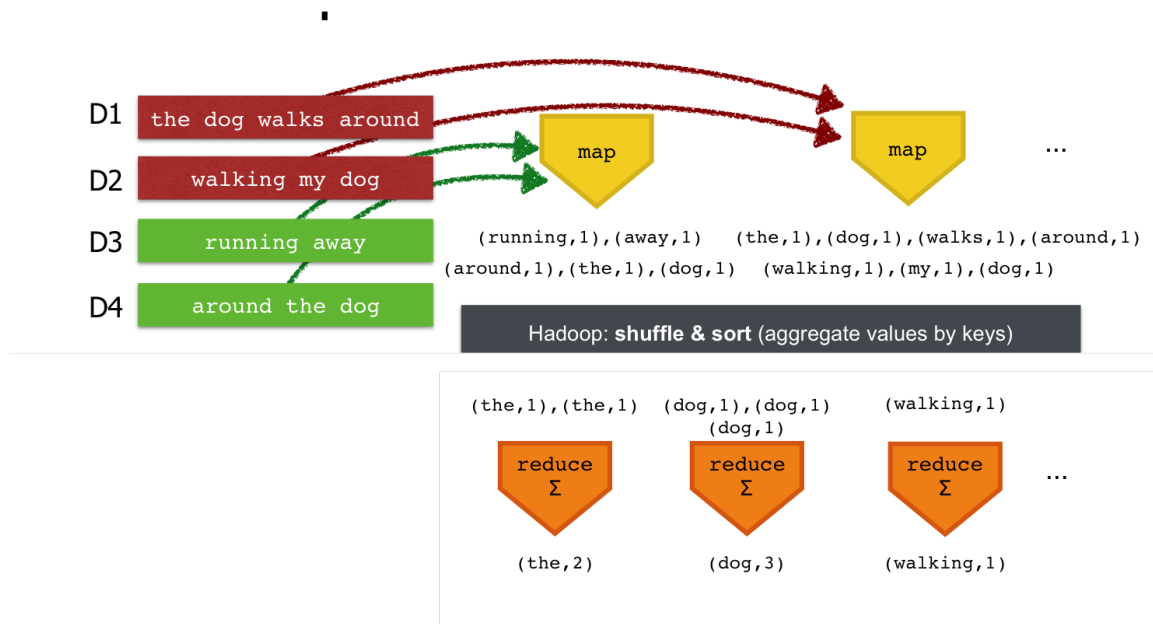 D1
the dog walks around
D2
walking my dog
D3
running away
D4
around the dog
map
map
...
(running,1),(away,1)
(around,1),(the,1),(dog,1)
(the,1),(dog,1),(walks,1),(around,1)
(walking,1),(my,1),(dog,1)
Hadoop: shuffle & sort (aggregate values by keys)
(the,1),(the,1)
(dog,1),(dog,1)
(dog,1)
(walking,1)
reduce
Σ
reduce
Σ
reduce
Σ
...
(the,2)
(dog,3)
(walking,1)